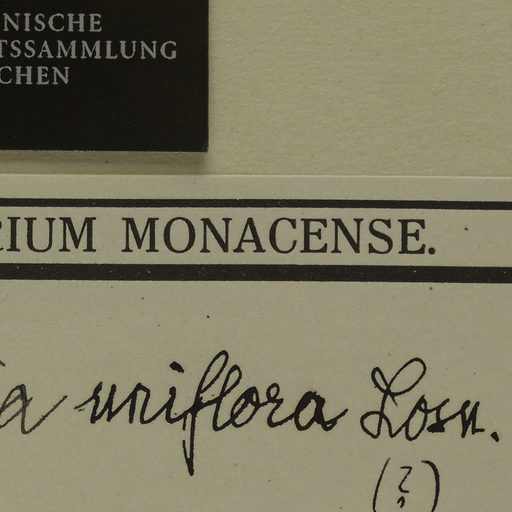 NISCHE
TSSAMMLUNG
CHEN
RIUM MONACENSE.
a uniflora Losn.
(?)